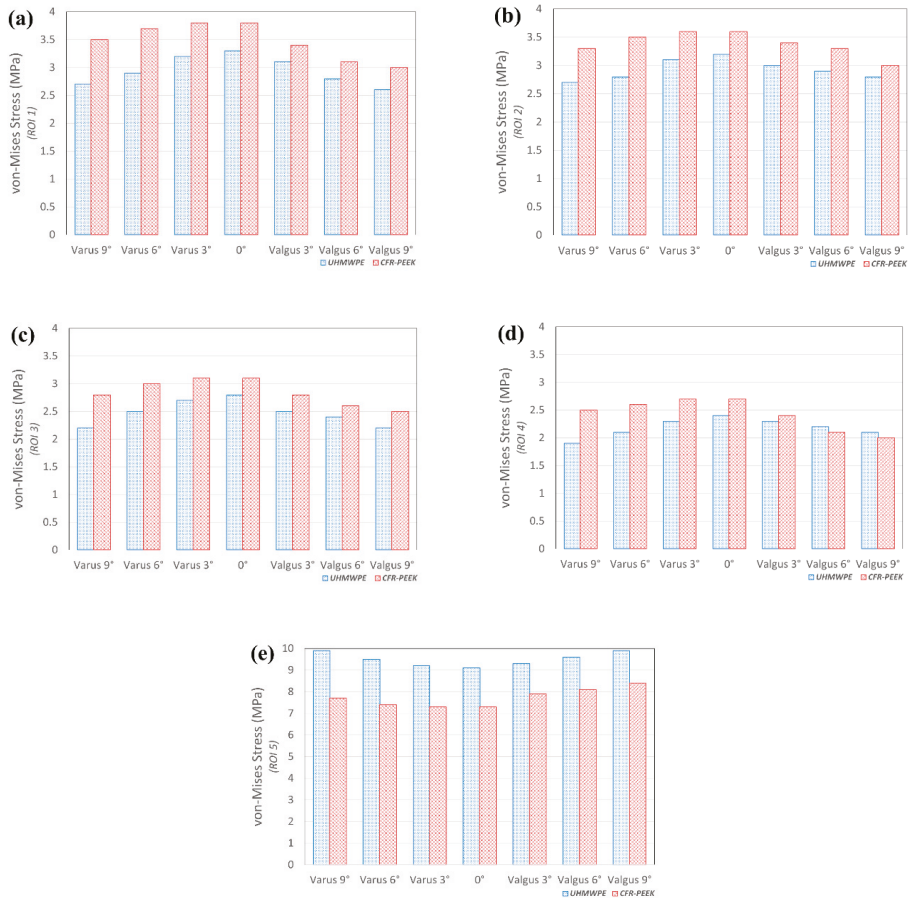 (a)
von-Mises Stress (MPa)
(ROI 1)
4
3.5
3
2.5
2
1.5
1
0.5
0
Varus 9° Varus 6° Varus 3° 0° Valgus 3° Valgus 6° Valgus 9°
UHMWPE CFR-PEEK
(b)
von-Mises Stress (MPa)
(ROI 2)
4
3.5
3
2.5
2
1.5
1
0.5
0
Varus 9° Varus 6° Varus 3° 0° Valgus 3° Valgus 6° Valgus 9°
UHMWPE CFR-PEEK
(c)
von-Mises Stress (MPa)
(ROI 3)
4
3.5
3
2.5
2
1.5
1
0.5
0
Varus 9° Varus 6° Varus 3° 0° Valgus 3° Valgus 6° Valgus 9°
UHMWPE CFR-PEEK
(d)
von-Mises Stress (MPa)
(ROI 4)
4
3.5
3
2.5
2
1.5
1
0.5
0
Varus 9° Varus 6° Varus 3° 0° Valgus 3° Valgus 6° Valgus 9°
UHMWPE CFR-PEEK
(e)
von-Mises Stress (MPa)
(ROI 5)
10
9
8
7
6
5
4
3
2
1
0
Varus 9° Varus 6° Varus 3° 0° Valgus 3° Valgus 6° Valgus 9°
UHMWPE CFR-PEEK